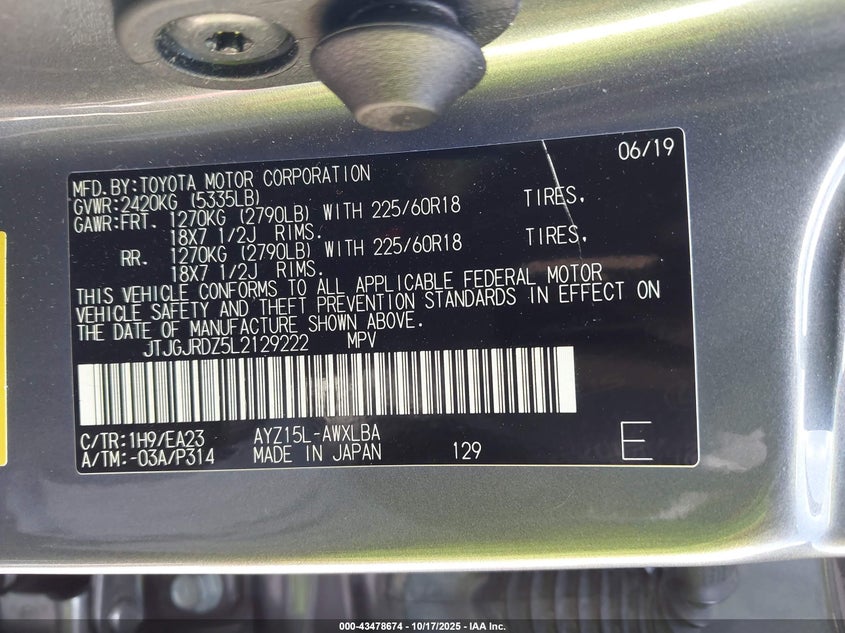 06/19
MFD.BY:TOYOTA MOTOR CORPORATION
GVWR:2420KG (5335LB)
GAWR:FRT. 1270KG (2790LB) WITH 225/60R18 TIRES,
18X7 1/2J RIMS.
RR. 1270KG (2790LB) WITH 225/60R18 TIRES,
18X7 1/2J RIMS.
THIS VEHICLE CONFORMS TO ALL APPLICABLE FEDERAL MOTOR
VEHICLE SAFETY AND THEFT PREVENTION STANDARDS IN EFFECT ON
THE DATE OF MANUFACTURE SHOWN ABOVE.
JTJGJRDZ5L2129222 MPV
C/TR:1H9/EA23 AYZ15L-AWXLBA
A/TM:-03A/P314 MADE IN JAPAN 129
E
000-43478674 - 10/17/2025 - IAA Inc.